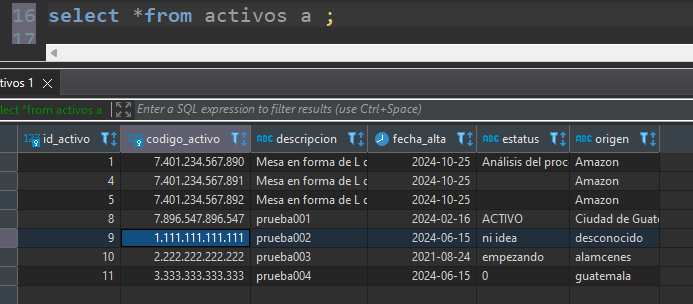 16 select *from activos a ;
17
tivos 1
elect *from activos a Enter a SQL expression to filter results (use Ctrl+Space)
123 id_activo 123 codigo_activo ABC descripcion fecha_alta ABC estatus ABC origen
1 7.401.234.567.890 Mesa en forma de L c 2024-10-25 Análisis del proc Amazon
4 7.401.234.567.891 Mesa en forma de L c 2024-10-25 Amazon
5 7.401.234.567.892 Mesa en forma de L c 2024-10-25 Amazon
8 7.896.547.896.547 prueba001 2024-02-16 ACTIVO Ciudad de Guate
9 1.111.111.111.111 prueba002 2024-06-15 ni idea desconocido
10 2.222.222.222.222 prueba003 2021-08-24 empezando alamcenes
11 3.333.333.333.333 prueba004 2024-06-15 0 guatemala